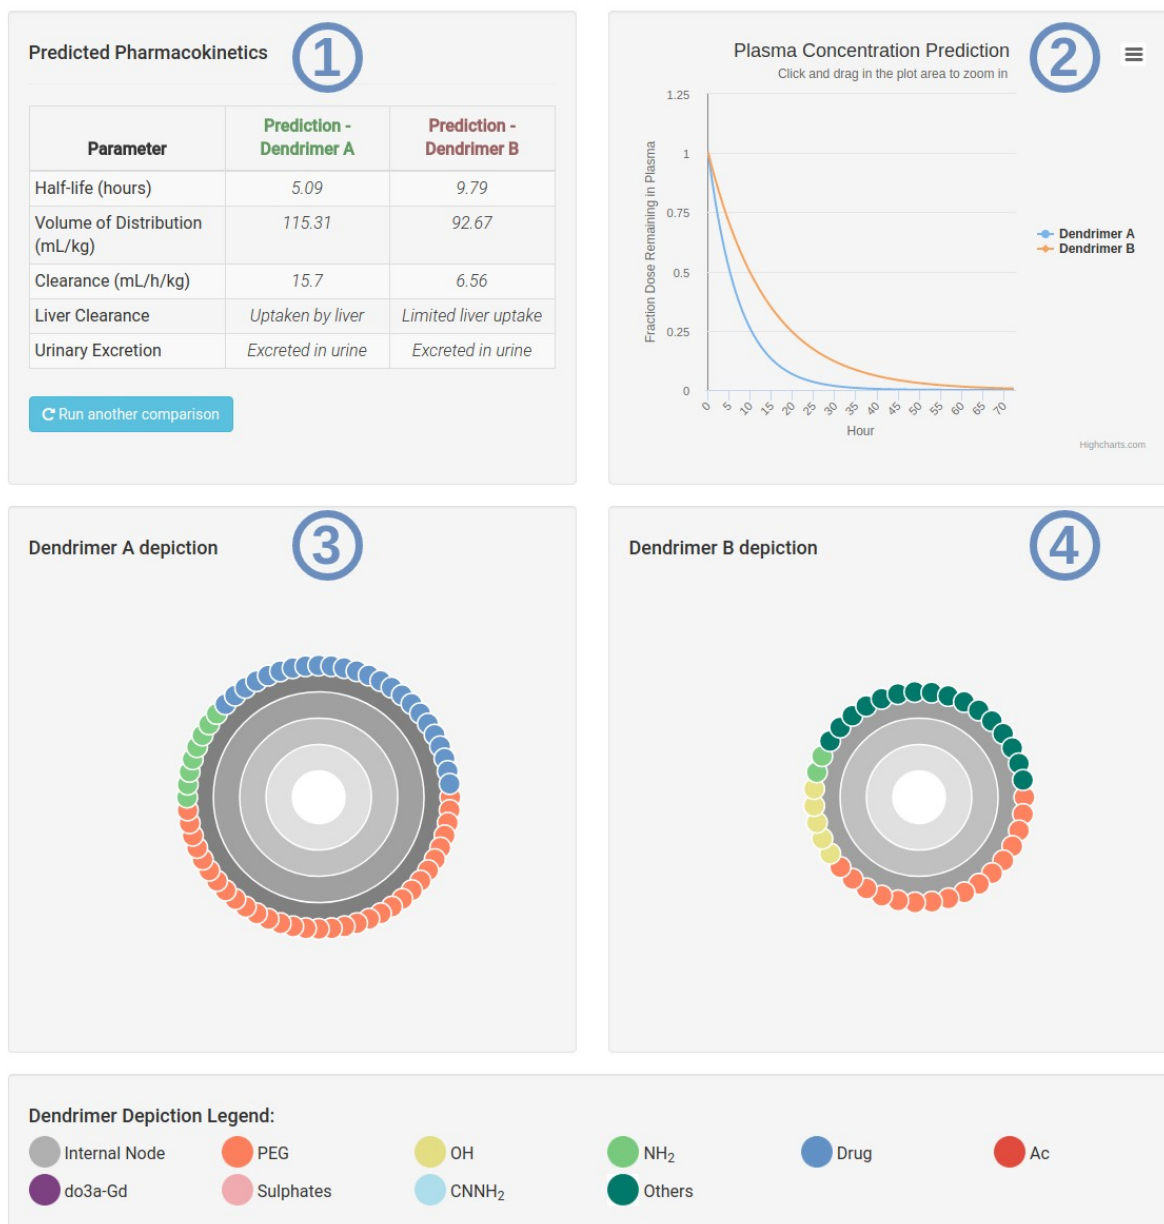 Predicted Pharmacokinetics
1
Parameter
Prediction -
Dendrimer A
Prediction -
Dendrimer B
Half-life (hours)
5.09
9.79
Volume of Distribution
(mL/kg)
115.31
92.67
Clearance (mL/h/kg)
15.7
6.56
Liver Clearance
Uptaken by liver
Limited liver uptake
Urinary Excretion
Excreted in urine
Excreted in urine
Run another comparison
Plasma Concentration Prediction
2
Click and drag in the plot area to zoom in
Fraction Dose Remaining in Plasma
1.25
1
0.75
0.5
0.25
0
0 5 10 15 20 25 30 35 40 45 50 55 60 65 70
Hour
Dendrimer A
Dendrimer B
Highcharts.com
Dendrimer A depiction
3
Dendrimer B depiction
4
Dendrimer Depiction Legend:
Internal Node
PEG
OH
NH₂
Drug
Ac
do3a-Gd
Sulphates
CNNH₂
Others